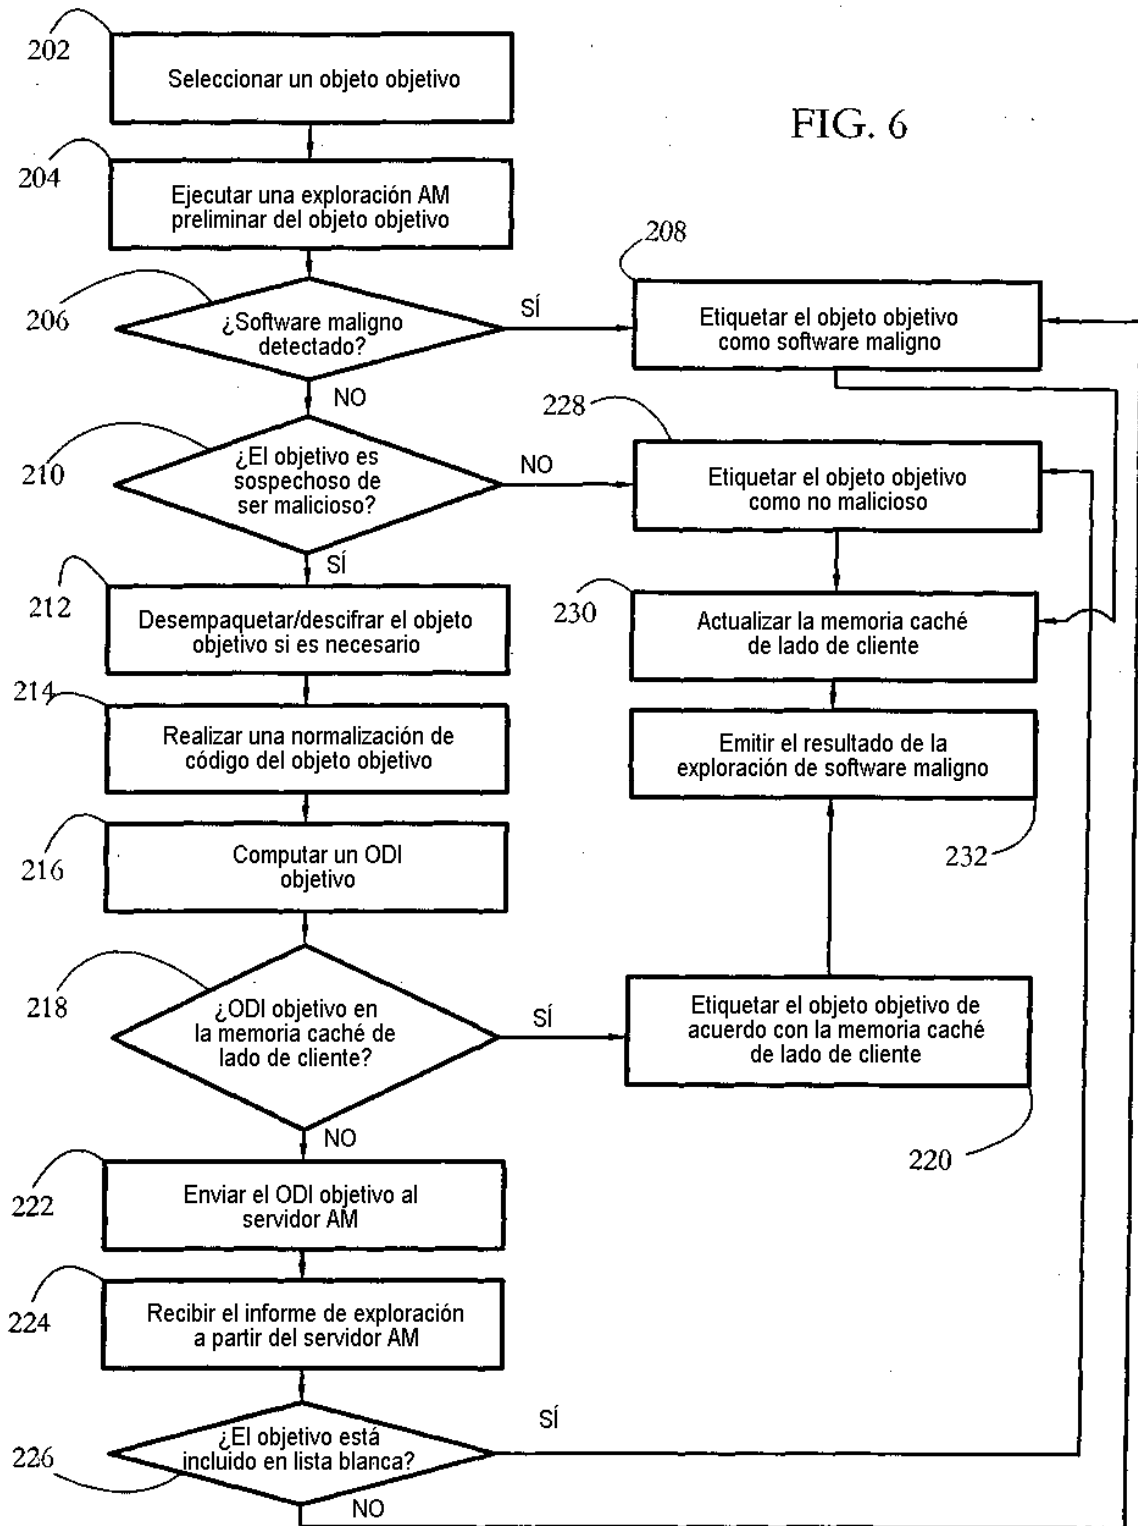 202
Seleccionar un objeto objetivo
FIG. 6
204
Ejecutar una exploración AM
preliminar del objeto objetivo
206
¿Software maligno
detectado?
SÍ
208
Etiquetar el objeto objetivo
como software maligno
NO
210
¿El objetivo es
sospechoso de
ser malicioso?
NO
228
Etiquetar el objeto objetivo
como no malicioso
SÍ
212
Desempaquetar/descifrar el objeto
objetivo si es necesario
230
Actualizar la memoria caché
de lado de cliente
214
Realizar una normalización de
código del objeto objetivo
Emitir el resultado de la
exploración de software maligno
232
216
Computar un ODI
objetivo
218
¿ODI objetivo en
la memoria caché de
lado de cliente?
SÍ
Etiquetar el objeto objetivo de
acuerdo con la memoria caché
de lado de cliente
220
NO
222
Enviar el ODI objetivo al
servidor AM
224
Recibir el informe de exploración
a partir del servidor AM
226
¿El objetivo está
incluido en lista blanca?
SÍ
NO